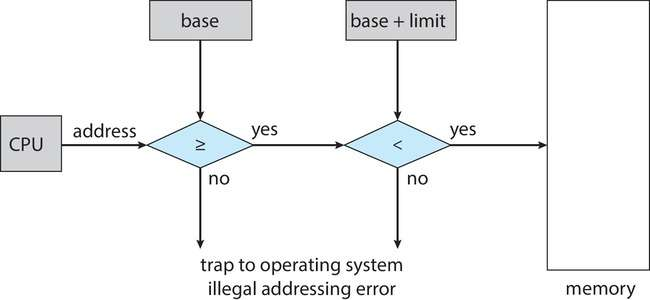 base
base + limit
CPU
address
≥
yes
<
yes
no
no
trap to operating system
illegal addressing error
memory